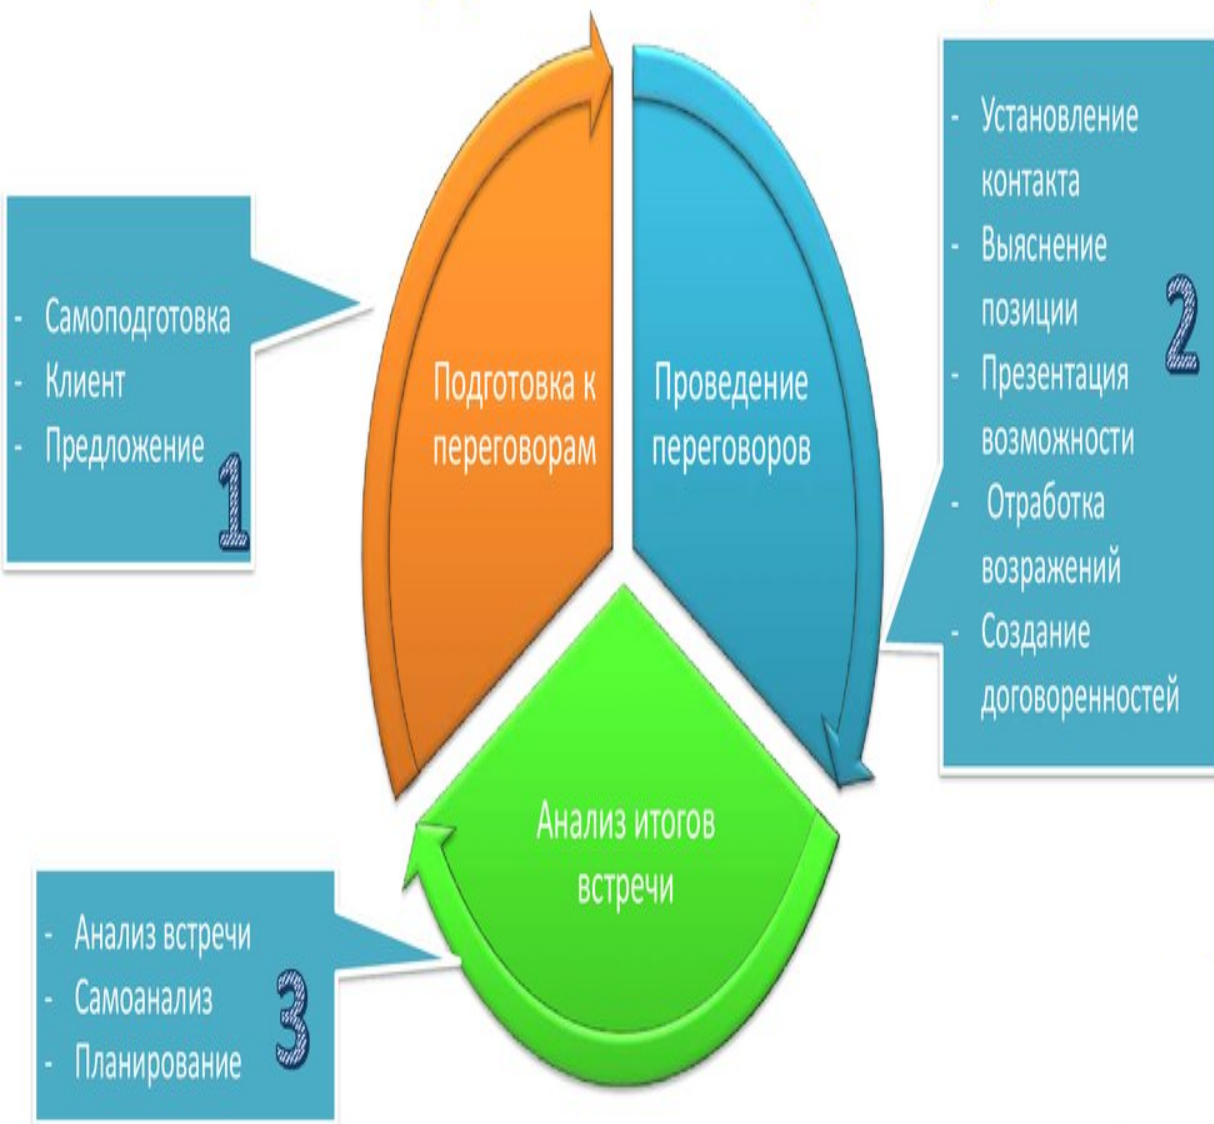 - Самоподготовка
- Клиент
- Предложение
1
Подготовка к
переговорам
Проведение
переговоров
- Установление
контакта
- Выяснение
позиции
- Презентация
возможности
- Отработка
возражений
- Создание
договоренностей
2
Анализ итогов
встречи
- Анализ встречи
- Самоанализ
- Планирование
3